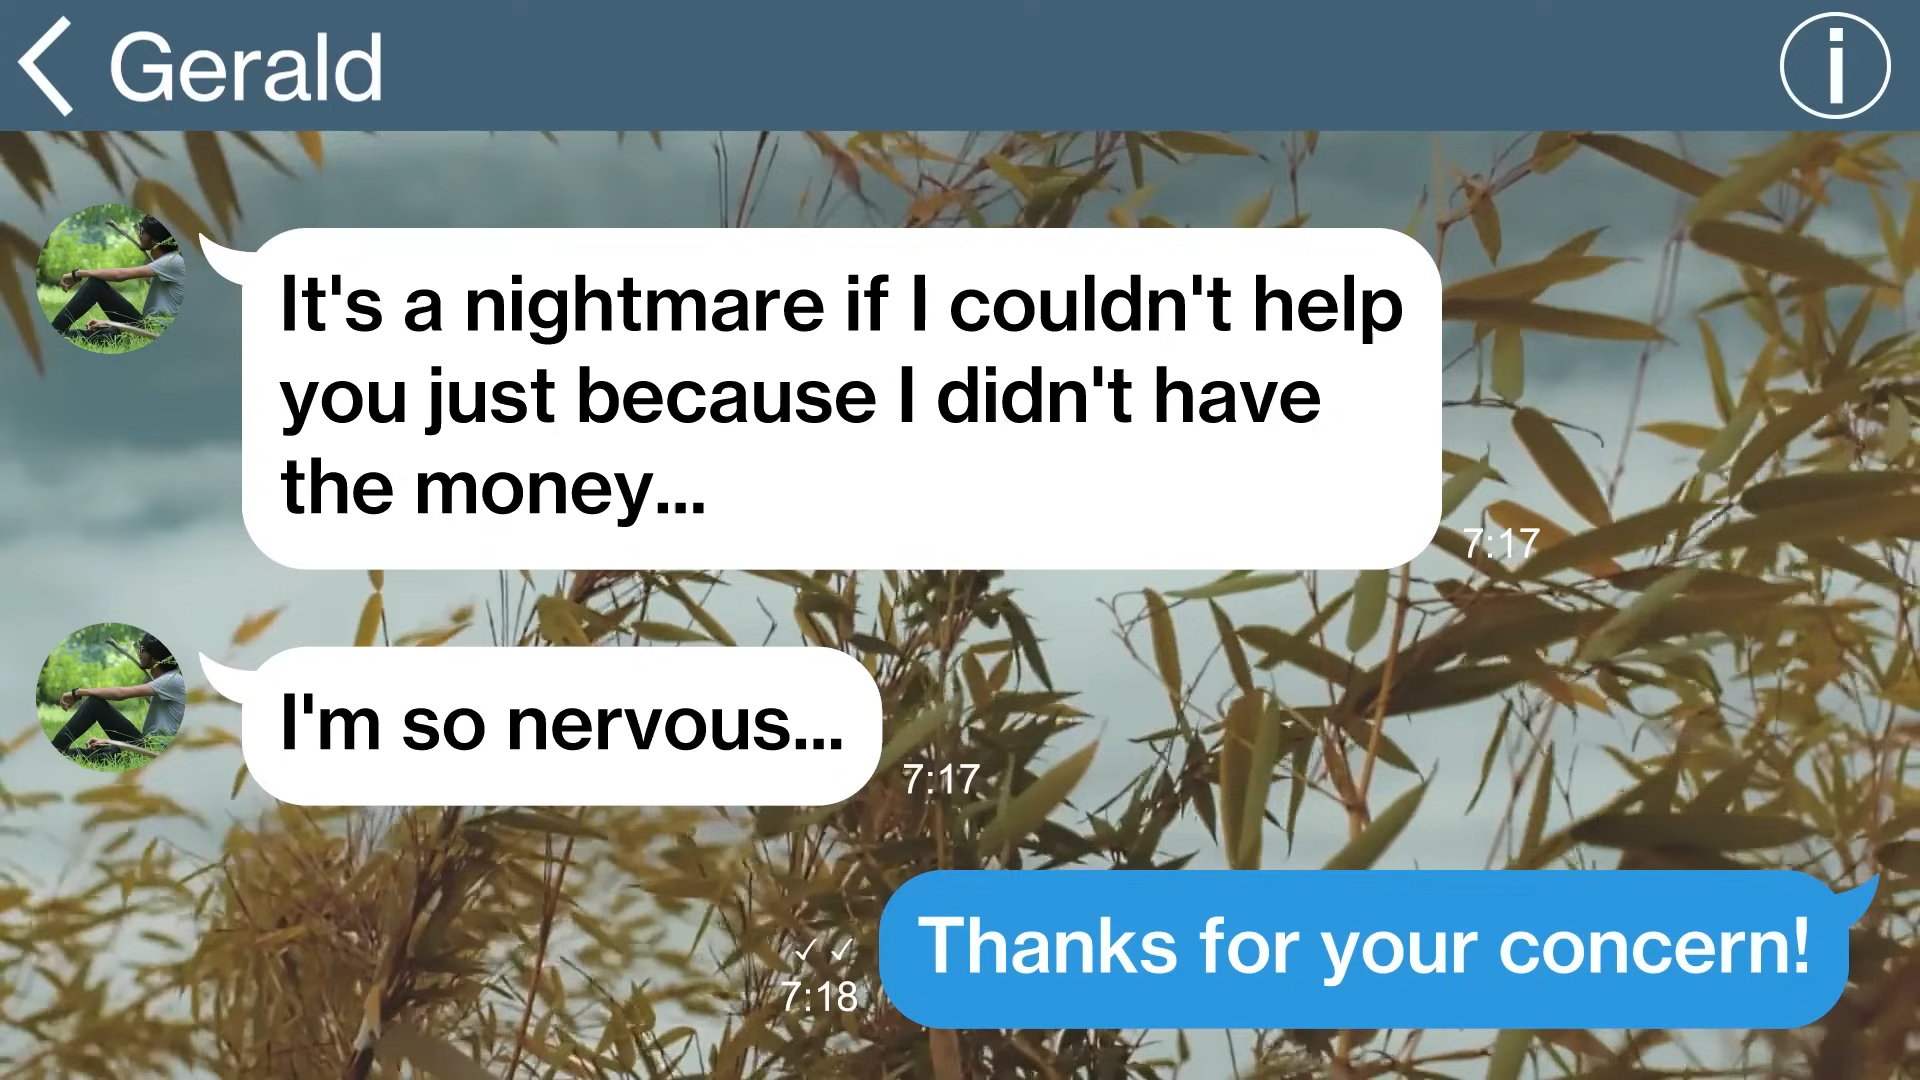 Gerald
It's a nightmare if I couldn't help
you just because I didn't have
the money...
7:17
I'm so nervous...
7:17
Thanks for your concern!
7:18